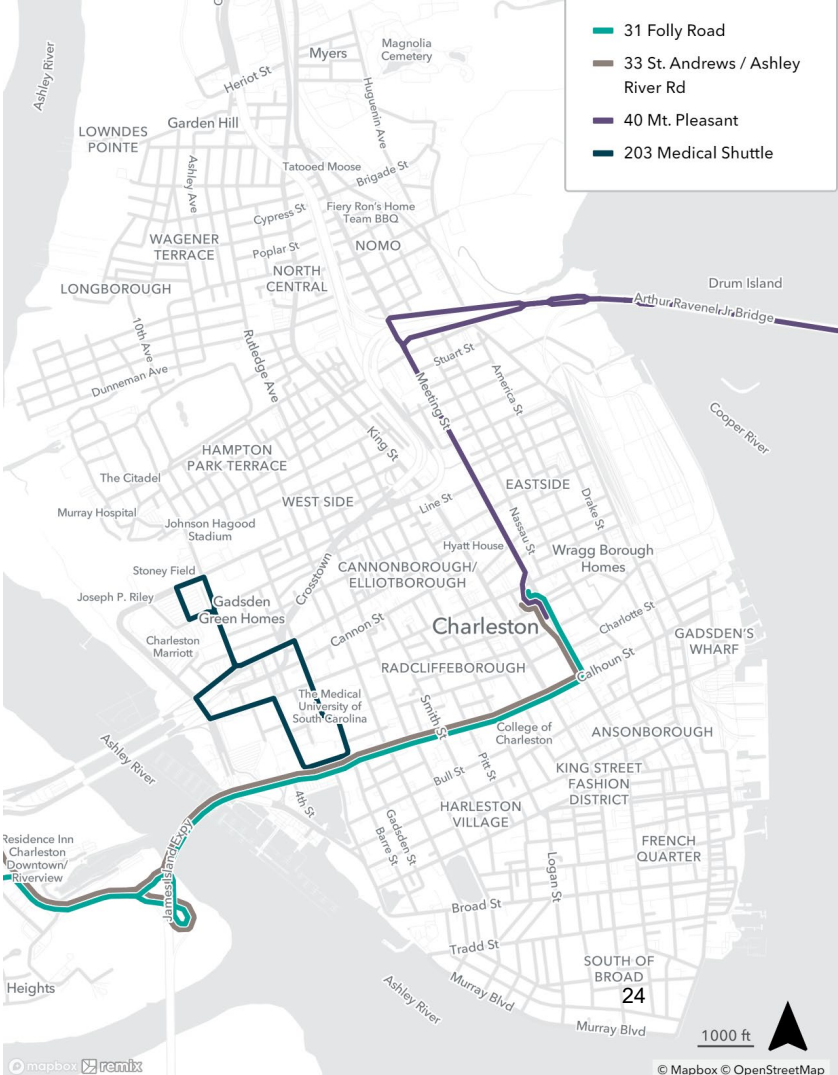 31 Folly Road
33 St. Andrews / Ashley
River Rd
40 Mt. Pleasant
203 Medical Shuttle
Ashley River
Myers
Magnolia
Cemetery
Heriot St
Huguenin Ave
Garden Hill
LOWNDES
POINTE
Ashley Ave
Tatooed Moose
Brigade St
Cypress St
Fiery Ron's Home
Team BBQ
WAGENER
TERRACE
Poplar St
NOMO
NORTH
CENTRAL
LONGBOROUGH
Drum Island
Arthur Ravenel Jr Bridge
10th Ave
Rutledge Ave
Dunneman Ave
Stuart St
Meeting St
America St
Cooper River
King St
HAMPTON
PARK TERRACE
The Citadel
WEST SIDE
EASTSIDE
Murray Hospital
Line St
Drake St
Johnson Hagood
Stadium
Nassau St
Hyatt House
Wragg Borough
Homes
Stoney Field
Crosstown
CANNONBOROUGH/
ELLIOTBOROUGH
Joseph P. Riley
Gadsden
Green Homes
Cannon St
Charleston
Charlotte St
Charleston
Marriott
GADSDEN'S
WHARF
RADCLIFFEBOROUGH
Calhoun St
The Medical
University of
South Carolina
Smith St
College of
Charleston
ANSONBOROUGH
Ashley River
Bull St
Pitt St
KING STREET
FASHION
DISTRICT
4th St
HARLESTON
VILLAGE
Gadsden St
Barre St
James Island Expy
Residence Inn
Charleston
Downtown/
Riverview
FRENCH
QUARTER
Logan St
Broad St
Tradd St
SOUTH OF
BROAD
24
Heights
Ashley River
Murray Blvd
Murray Blvd
1000 ft
mapbox remix
© Mapbox © OpenStreetMap